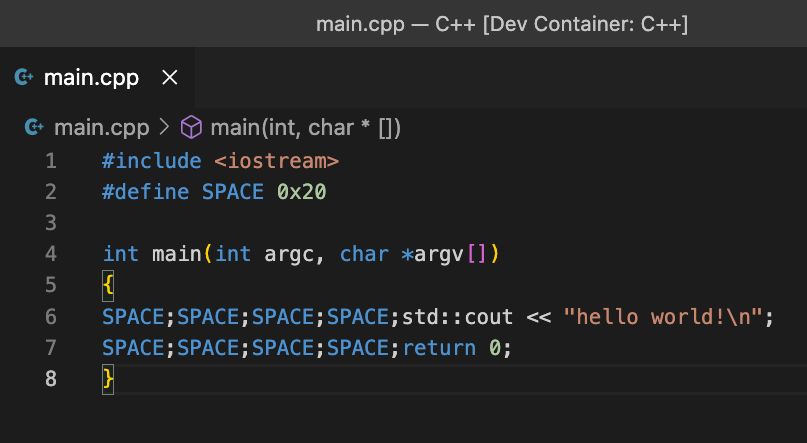 main.cpp — C++ [Dev Container: C++]
main.cpp ×
main.cpp > main(int, char * [])
1 #include <iostream>
2 #define SPACE 0x20
3
4 int main(int argc, char *argv[])
5 {
6 SPACE;SPACE;SPACE;SPACE;std::cout << "hello world!\n";
7 SPACE;SPACE;SPACE;SPACE;return 0;
8 }